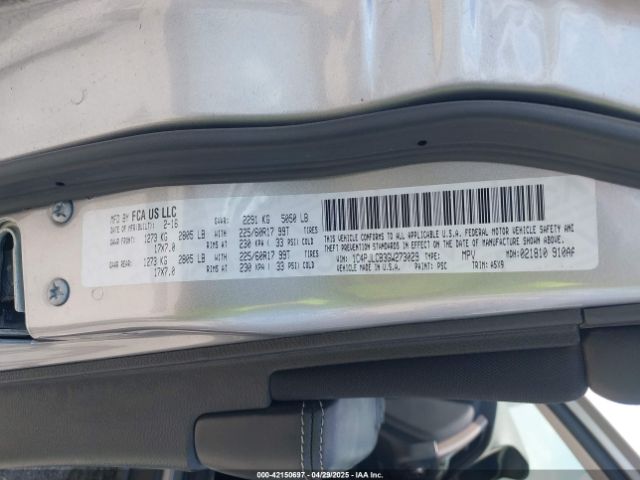 MFD BY FCA US LLC
DATE OF MFR(BUILT): 2-16
GVWR: 2291 KG 5050 LB
GAWR FRONT: 1273 KG 2805 LB WITH 225/60R17 99T TIRES
17X7.0 RIMS AT 230 KPA ( 33 PSI) COLD
GAWR REAR: 1273 KG 2805 LB WITH 225/60R17 99T TIRES
17X7.0 RIMS AT 230 KPA ( 33 PSI) COLD
THIS VEHICLE CONFORMS TO ALL APPLICABLE U.S.A. FEDERAL MOTOR VEHICLE SAFETY AND
THEFT PREVENTION STANDARDS IN EFFECT ON THE DATE OF MANUFACTURE SHOWN ABOVE.
VIN: 1C4PJLCB3GW273029 TYPE: MPV MDH:021810 910AF
VEHICLE MADE IN U.S.A. PAINT: PSC TRIM: A5X9
000-42150697 - 04/29/2025 - IAAI Inc.